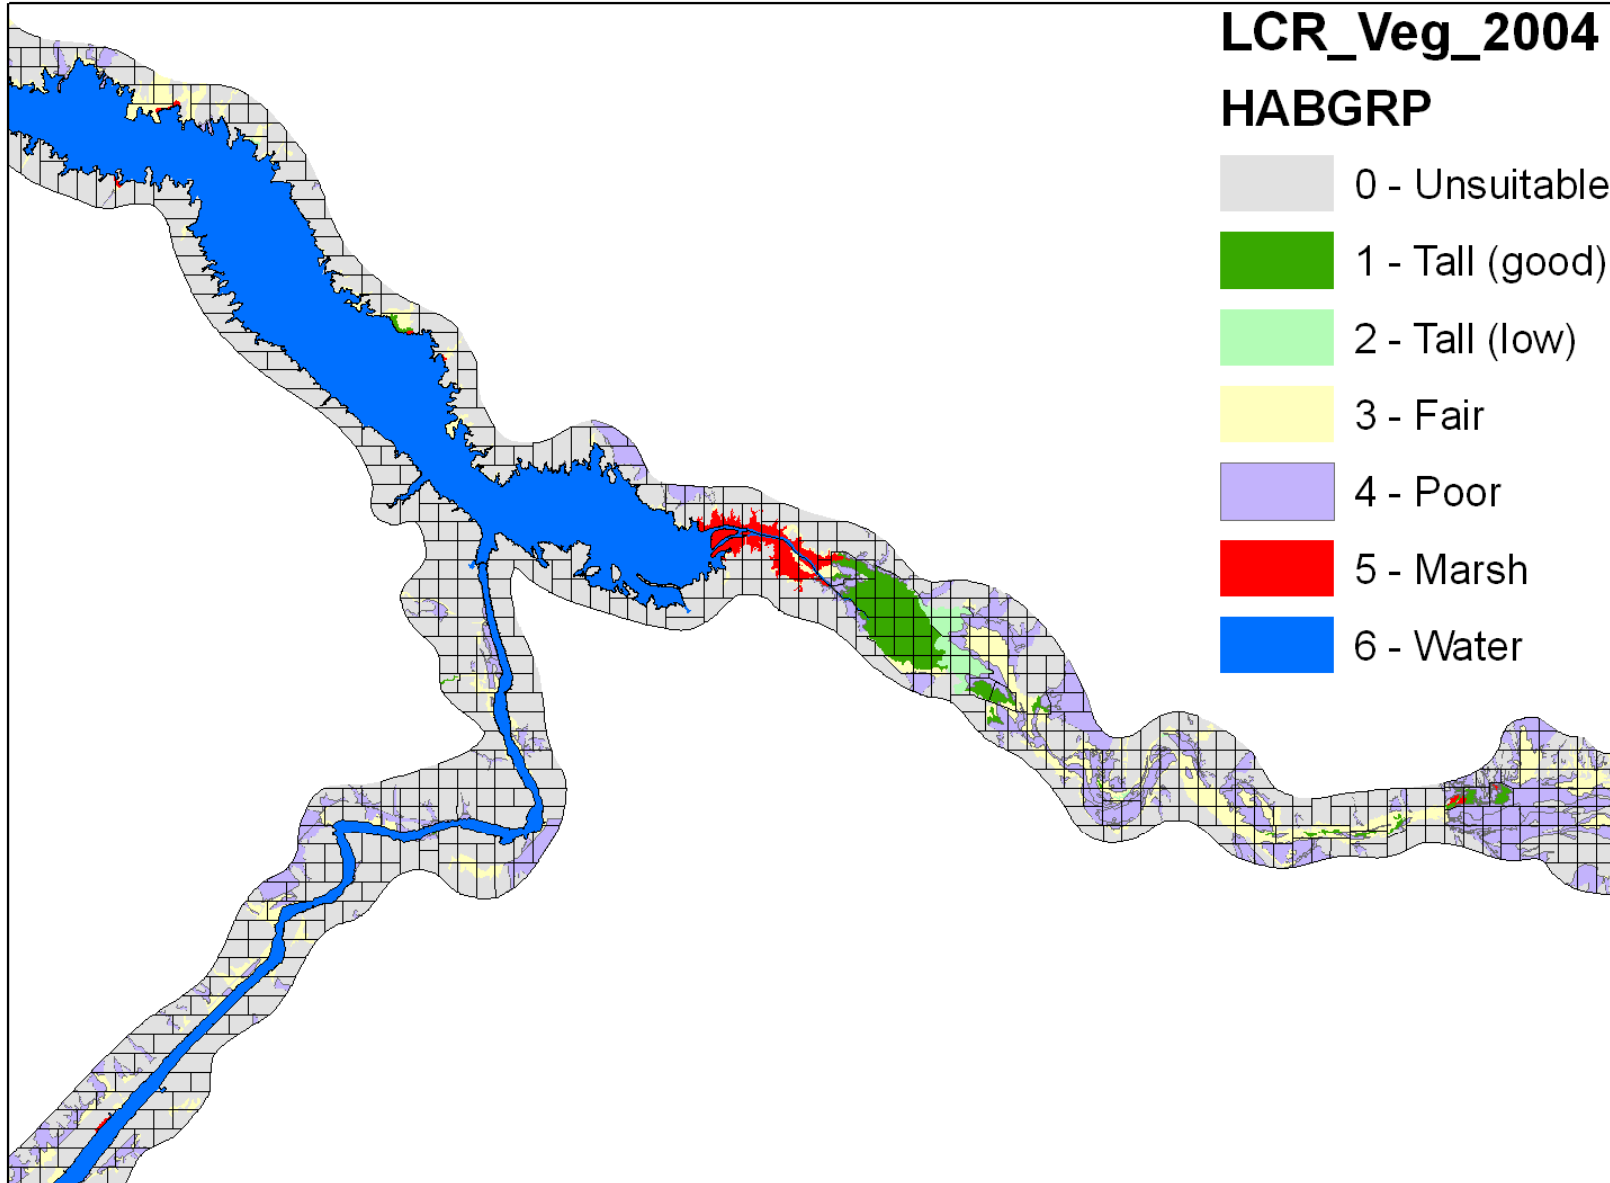 LCR_Veg_2004
HABGRP
0 - Unsuitable
1 - Tall (good)
2 - Tall (low)
3 - Fair
4 - Poor
5 - Marsh
6 - Water